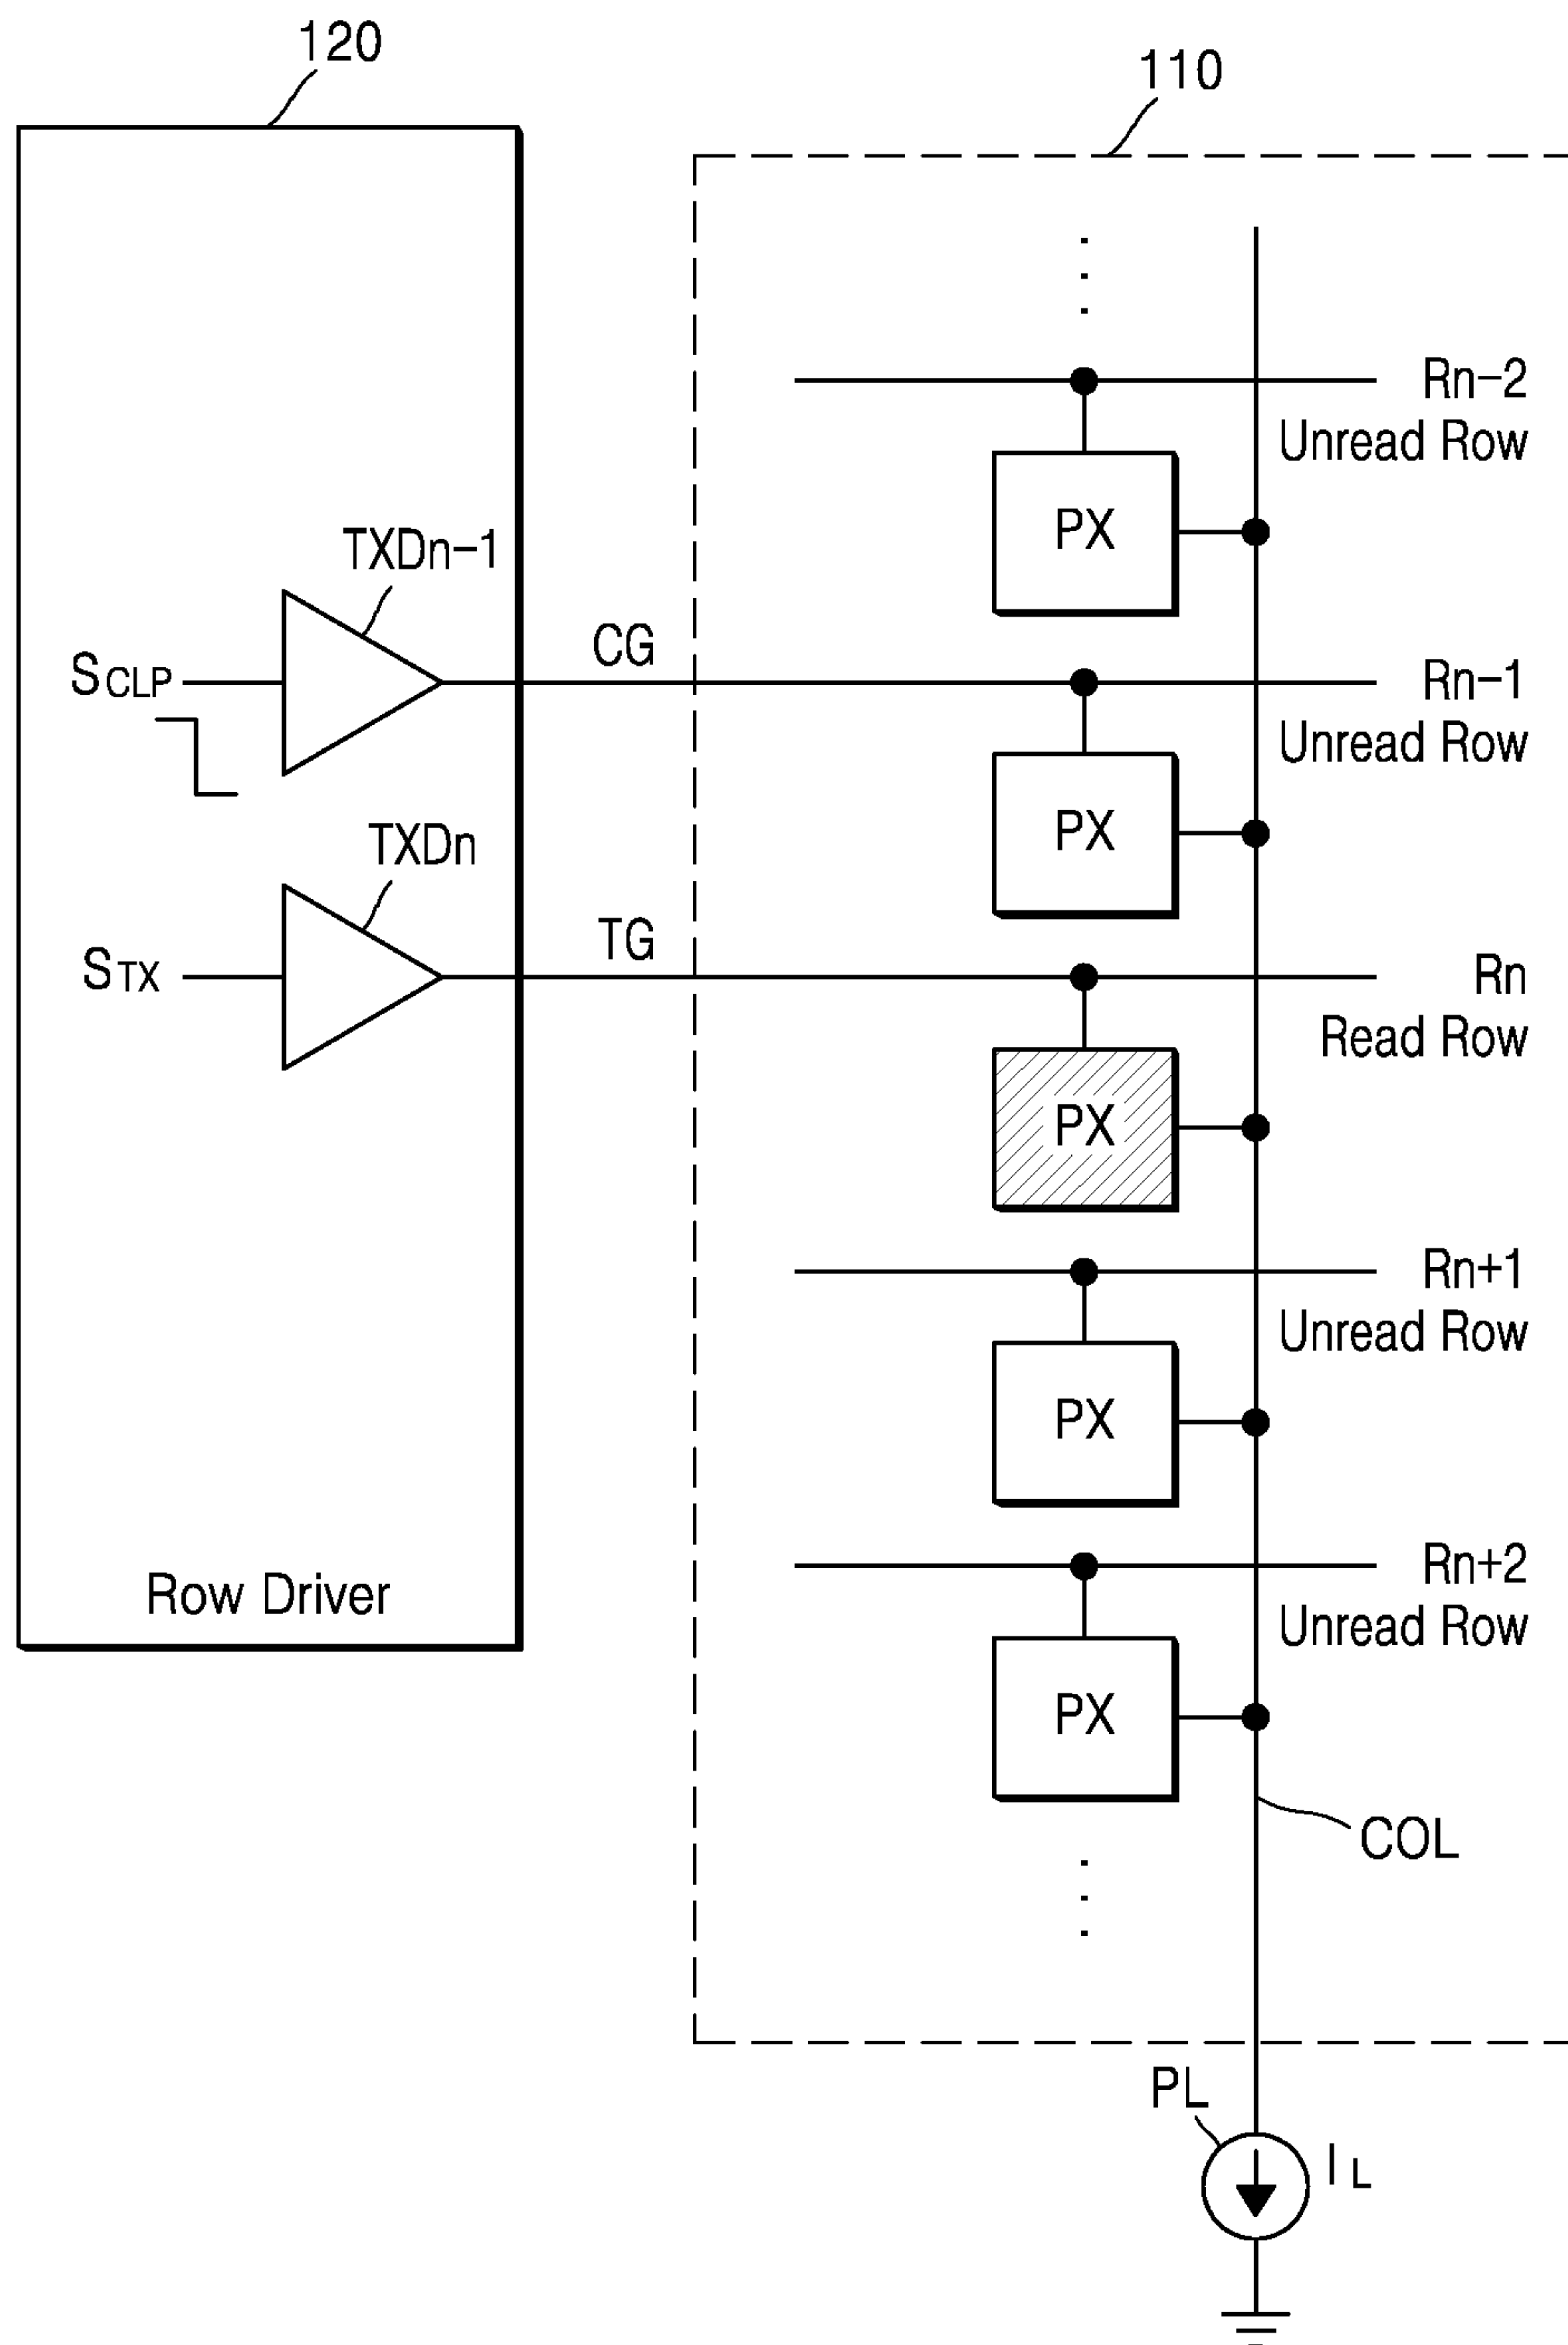 120
110
Rn-2
Unread Row
PX
TXDn-1
SCLP
CG
Rn-1
Unread Row
PX
TXDn
STX
TG
Rn
Read Row
PX
Rn+1
Unread Row
PX
Rn+2
Unread Row
Row Driver
PX
COL
PL
IL